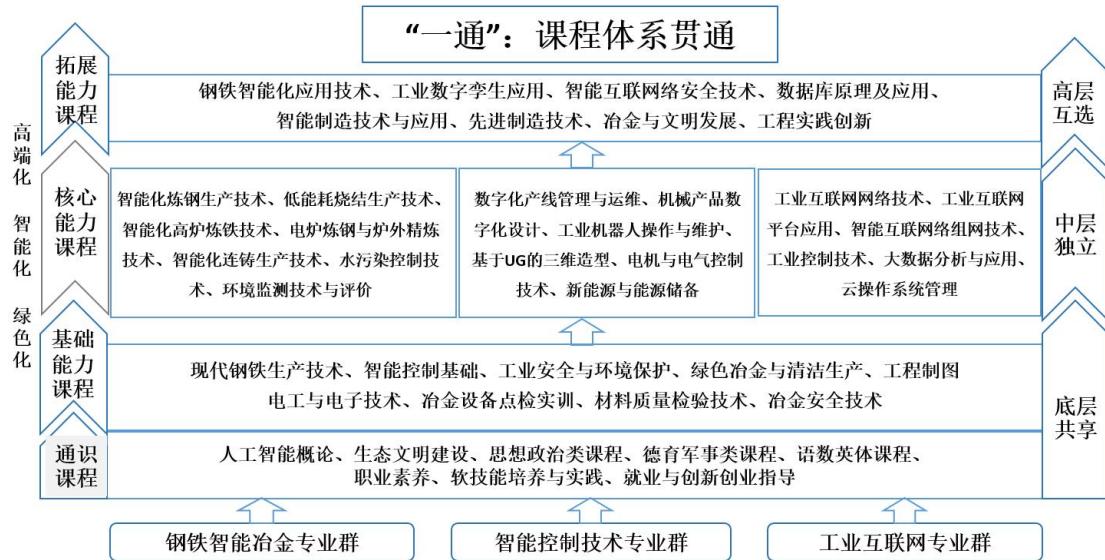 “一通”：课程体系贯通
拓展
能力
课程
钢铁智能化应用技术、工业数字孪生应用、智能互联网络安全技术、数据库原理及应用、
智能制造技术与应用、先进制造技术、冶金与文明发展、工程实践创新
高层
互选
高端化 智能化 绿色化
核心
能力
课程
智能化炼钢生产技术、低能耗烧结生产技术、
智能化高炉炼铁技术、电炉炼钢与炉外精炼
技术、智能化连铸生产技术、水污染控制技
术、环境监测技术与评价
数字化产线管理与运维、机械产品数
字化设计、工业机器人操作与维护、
基于UG的三维造型、电机与电气控制
技术、新能源与能源储备
工业互联网网络技术、工业互联网
平台应用、智能互联网络组网技术、
工业控制技术、大数据分析与应用、
云操作系统管理
中层
独立
基础
能力
课程
现代钢铁生产技术、智能控制基础、工业安全与环境保护、绿色冶金与清洁生产、工程制图
电工与电子技术、冶金设备点检实训、材料质量检验技术、冶金安全技术
底层
共享
通识
课程
人工智能概论、生态文明建设、思想政治类课程、德育军事类课程、语数英体课程、
职业素养、软技能培养与实践、就业与创新创业指导
钢铁智能冶金专业群
智能控制技术专业群
工业互联网专业群